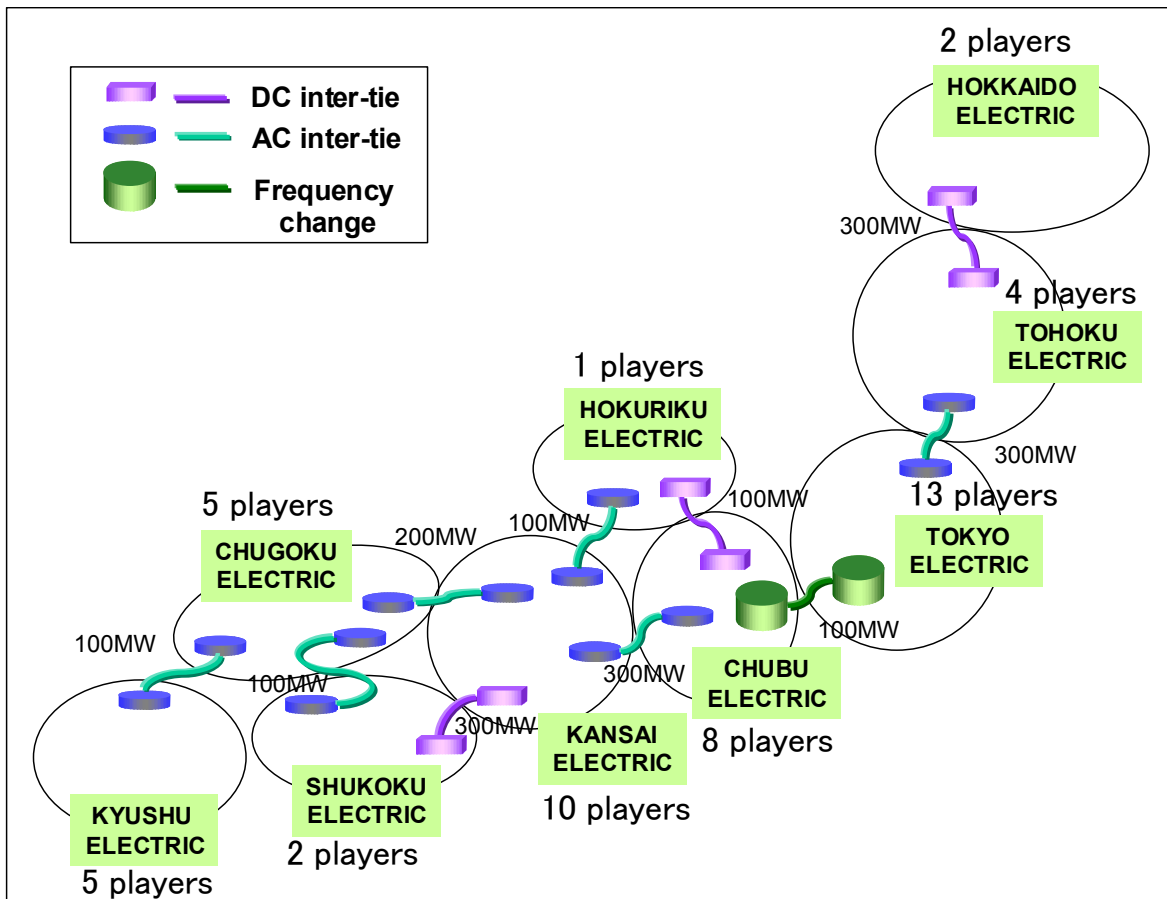 2 players
HOKKAIDO
ELECTRIC
DC inter-tie
AC inter-tie
Frequency
change
300MW
4 players
TOHOKU
ELECTRIC
1 players
HOKURIKU
ELECTRIC
300MW
5 players
CHUGOKU
ELECTRIC
200MW
100MW
100MW
13 players
TOKYO
ELECTRIC
100MW
100MW
100MW
300MW
300MW
CHUBU
ELECTRIC
8 players
KANSAI
ELECTRIC
10 players
SHUKOKU
ELECTRIC
2 players
KYUSHU
ELECTRIC
5 players